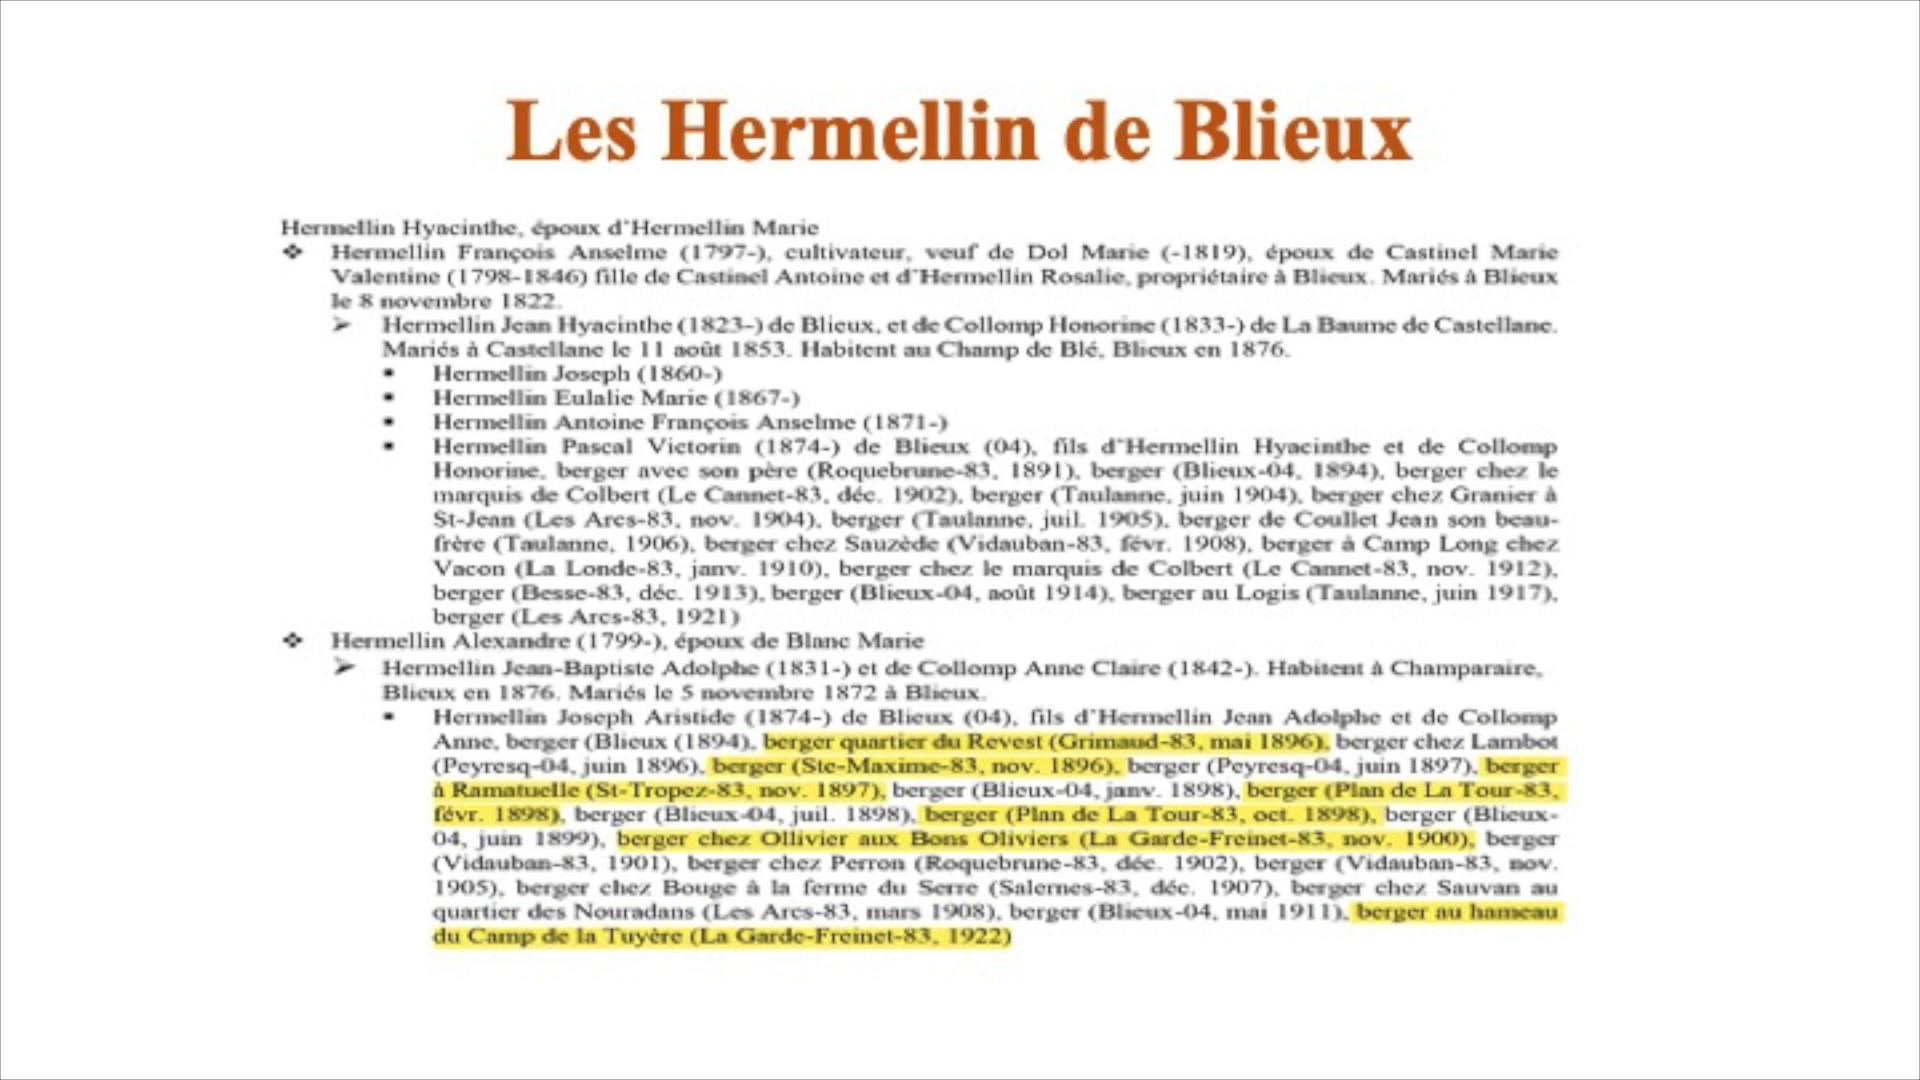 Les Hermellin de Blieux
Hermellin Hyacinthe, époux d'Hermellin Marie
❖ Hermellin François Anselme (1797-), cultivateur, veuf de Dol Marie (-1819), époux de Castinel Marie
Valentine (1798-1846) fille de Castinel Antoine et d'Hermellin Rosalie, propriétaire à Blieux. Mariés à Blieux
le 8 novembre 1822.
➢ Hermellin Jean Hyacinthe (1823-) de Blieux, et de Collomp Honorine (1833-) de La Baume de Castellane.
Mariés à Castellane le 11 août 1853. Habitent au Champ de Blé, Blieux en 1876.
▪ Hermellin Joseph (1860-)
▪ Hermellin Eulalie Marie (1867-)
▪ Hermellin Antoine François Anselme (1871-)
▪ Hermellin Pascal Victorin (1874-) de Blieux (04), fils d'Hermellin Hyacinthe et de Collomp
Honorine, berger avec son père (Roquebrune-83, 1891), berger (Blieux-04, 1894), berger chez le
marquis de Colbert (Le Cannet-83, déc. 1902), berger (Taulanne, juin 1904), berger chez Granier à
St-Jean (Les Arcs-83, nov. 1904), berger (Taulanne, juil. 1905), berger de Coullet Jean son beau-
frère (Taulanne, 1906), berger chez Sauzède (Vidauban-83, févr. 1908), berger à Camp Long chez
Vacon (La Londe-83, janv. 1910), berger chez le marquis de Colbert (Le Cannet-83, nov. 1912),
berger (Besse-83, déc. 1913), berger (Blieux-04, août 1914), berger au Logis (Taulanne, juin 1917),
berger (Les Arcs-83, 1921)
❖ Hermellin Alexandre (1799-), époux de Blanc Marie
➢ Hermellin Jean-Baptiste Adolphe (1831-) et de Collomp Anne Claire (1842-). Habitent à Champaraire,
Blieux en 1876. Mariés le 5 novembre 1872 à Blieux.
▪ Hermellin Joseph Aristide (1874-) de Blieux (04), fils d'Hermellin Jean Adolphe et de Collomp
Anne, berger (Blieux (1894), berger quartier du Revest (Grimaud-83, mai 1896), berger chez Lambot
(Peyresq-04, juin 1896), berger (Ste-Maxime-83, nov. 1896), berger (Peyresq-04, juin 1897), berger
à Ramatuelle (St-Tropez-83, nov. 1897), berger (Blieux-04, janv. 1898), berger (Plan de La Tour-83,
févr. 1898), berger (Blieux-04, juil. 1898), berger (Plan de La Tour-83, oct. 1898), berger (Blieux-
04, juin 1899), berger chez Ollivier aux Bons Oliviers (La Garde-Freinet-83, nov. 1900), berger
(Vidauban-83, 1901), berger chez Perron (Roquebrune-83, déc. 1902), berger (Vidauban-83, nov.
1905), berger chez Bouge à la ferme du Serre (Salernes-83, déc. 1907), berger chez Sauvan au
quartier des Nouradans (Les Arcs-83, mars 1908), berger (Blieux-04, mai 1911), berger au hameau
du Camp de la Tuyère (La Garde-Freinet-83, 1922)